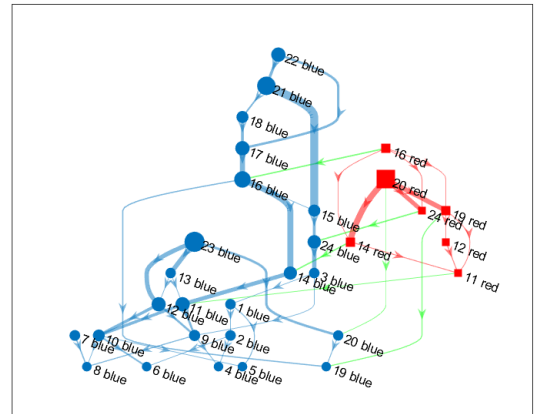 22 blue
21 blue
18 blue
17 blue
16 red
16 blue
20 red
15 blue
24 red
19 red
24 blue
14 red
12 red
23 blue
13 blue
14 blue
3 blue
11 red
12 blue
11 blue
1 blue
7 blue
10 blue
9 blue
2 blue
20 blue
8 blue
6 blue
4 blue
5 blue
19 blue